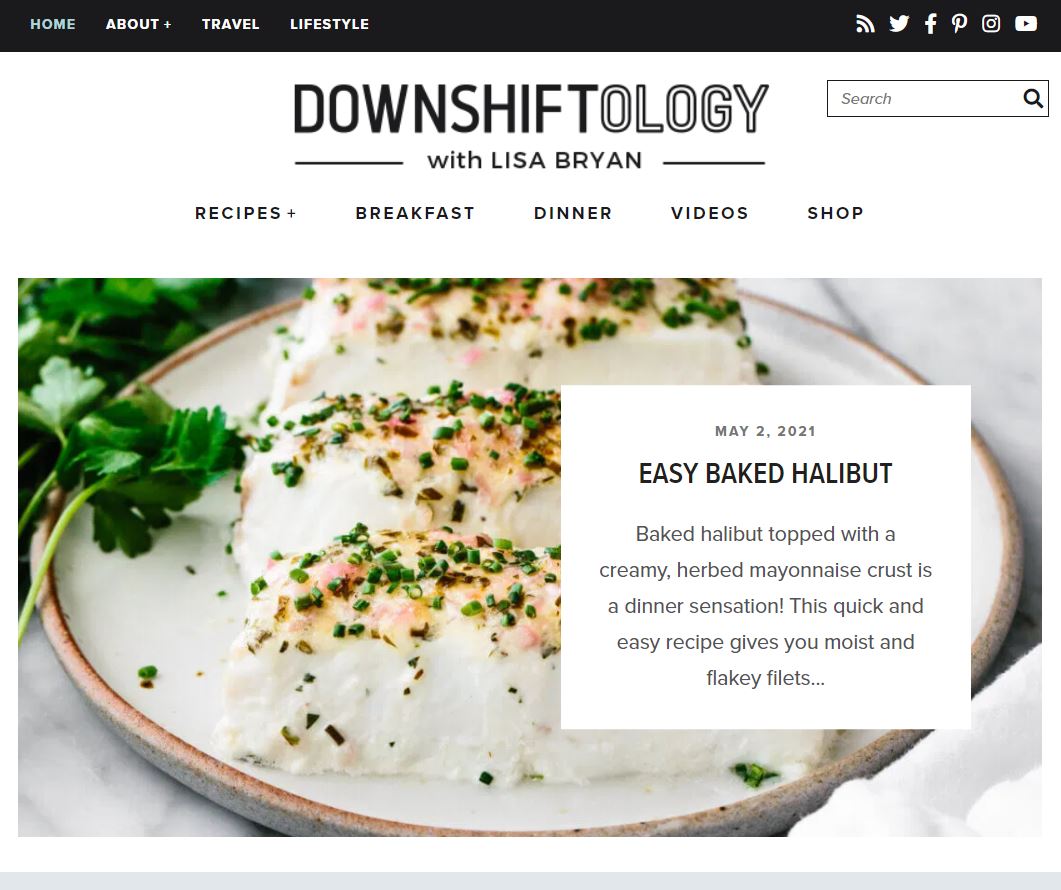 HOME ABOUT + TRAVEL LIFESTYLE
DOWNSHIFTOLOGY
Search
with LISA BRYAN
RECIPES + BREAKFAST DINNER VIDEOS SHOP
MAY 2, 2021
EASY BAKED HALIBUT
Baked halibut topped with a
creamy, herbed mayonnaise crust is
a dinner sensation! This quick and
easy recipe gives you moist and
flakey filets...